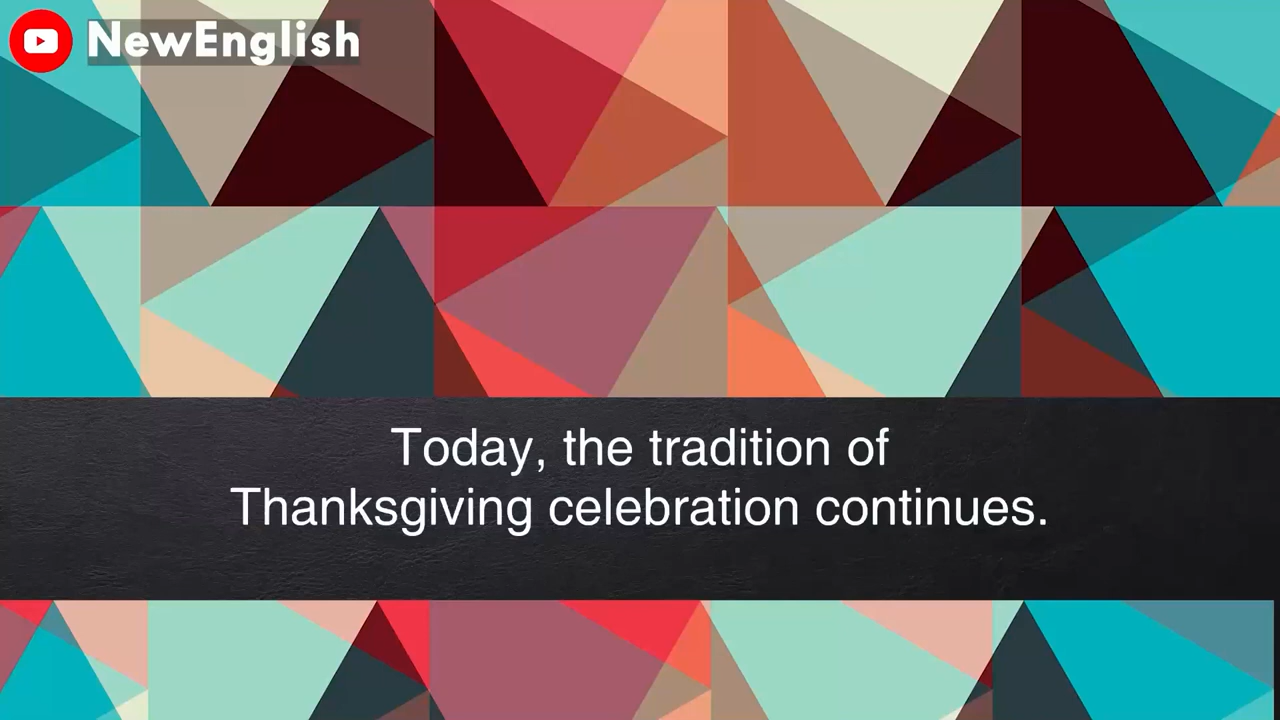 NewEnglish
Today, the tradition of
Thanksgiving celebration continues.